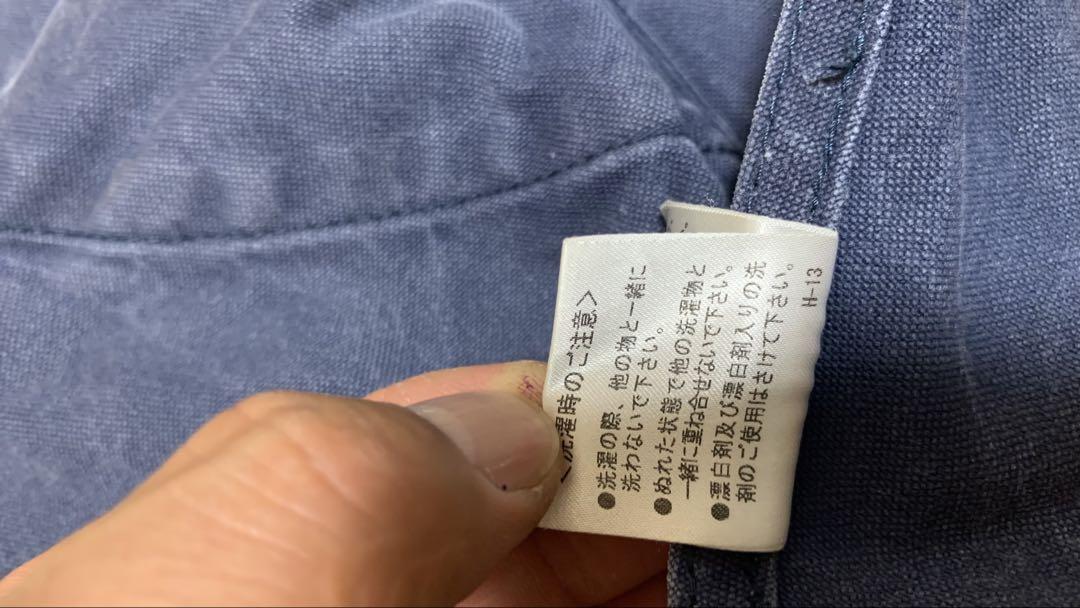 ＜洗濯時のご注意＞
●洗濯の際、他の物と一緒に
洗わないで下さい。
●ぬれた状態で他の洗濯物と
一緒に重ね合せないで下さい。
●漂白剤及び漂白剤入りの洗
剤のご使用はさけて下さい。
H-13